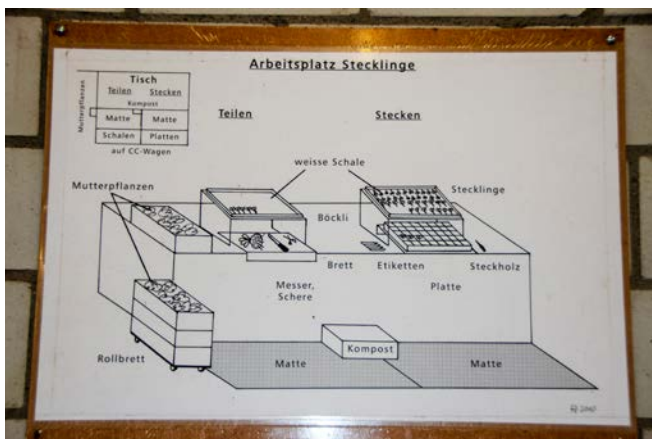 Arbeitsplatz Stecklinge
Tisch
Teilen Stecken
Kompost
Mutterpflanzen
Matte Matte
Schalen Platten
auf CC-Wagen
Teilen
Stecken
weisse Schale
Mutterpflanzen
Stecklinge
Böckli
Brett
Etiketten
Steckholz
Messer,
Schere
Platte
Kompost
Rollbrett
Matte
Matte